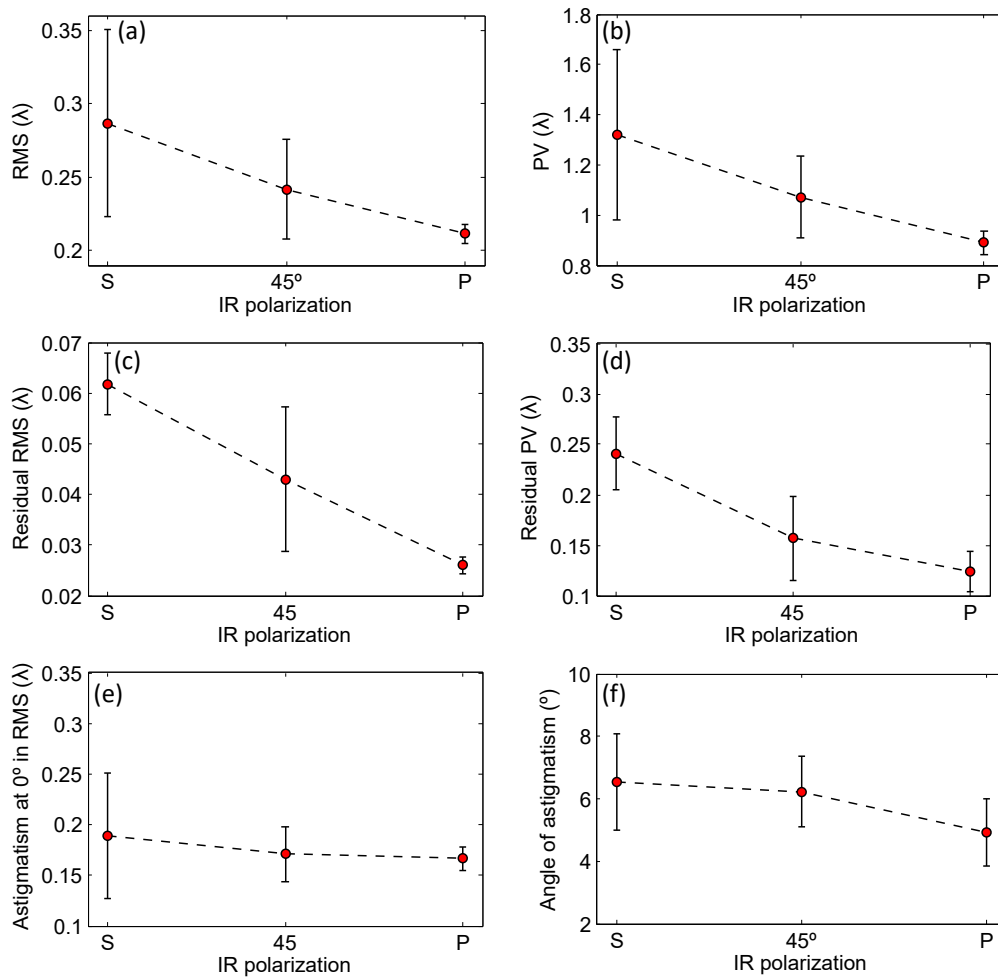 (a)
RMS (λ)
0.35
0.3
0.25
0.2
S 45º P
IR polarization
(b)
PV (λ)
1.8
1.6
1.4
1.2
1
0.8
S 45º P
IR polarization
(c)
Residual RMS (λ)
0.07
0.06
0.05
0.04
0.03
0.02
S 45 P
IR polarization
(d)
Residual PV (λ)
0.35
0.3
0.25
0.2
0.15
0.1
S 45 P
IR polarization
(e)
Astigmatism at 0º in RMS (λ)
0.35
0.3
0.25
0.2
0.15
0.1
S 45 P
IR polarization
(f)
Angle of astigmatism (º)
10
8
6
4
2
S 45º P
IR polarization